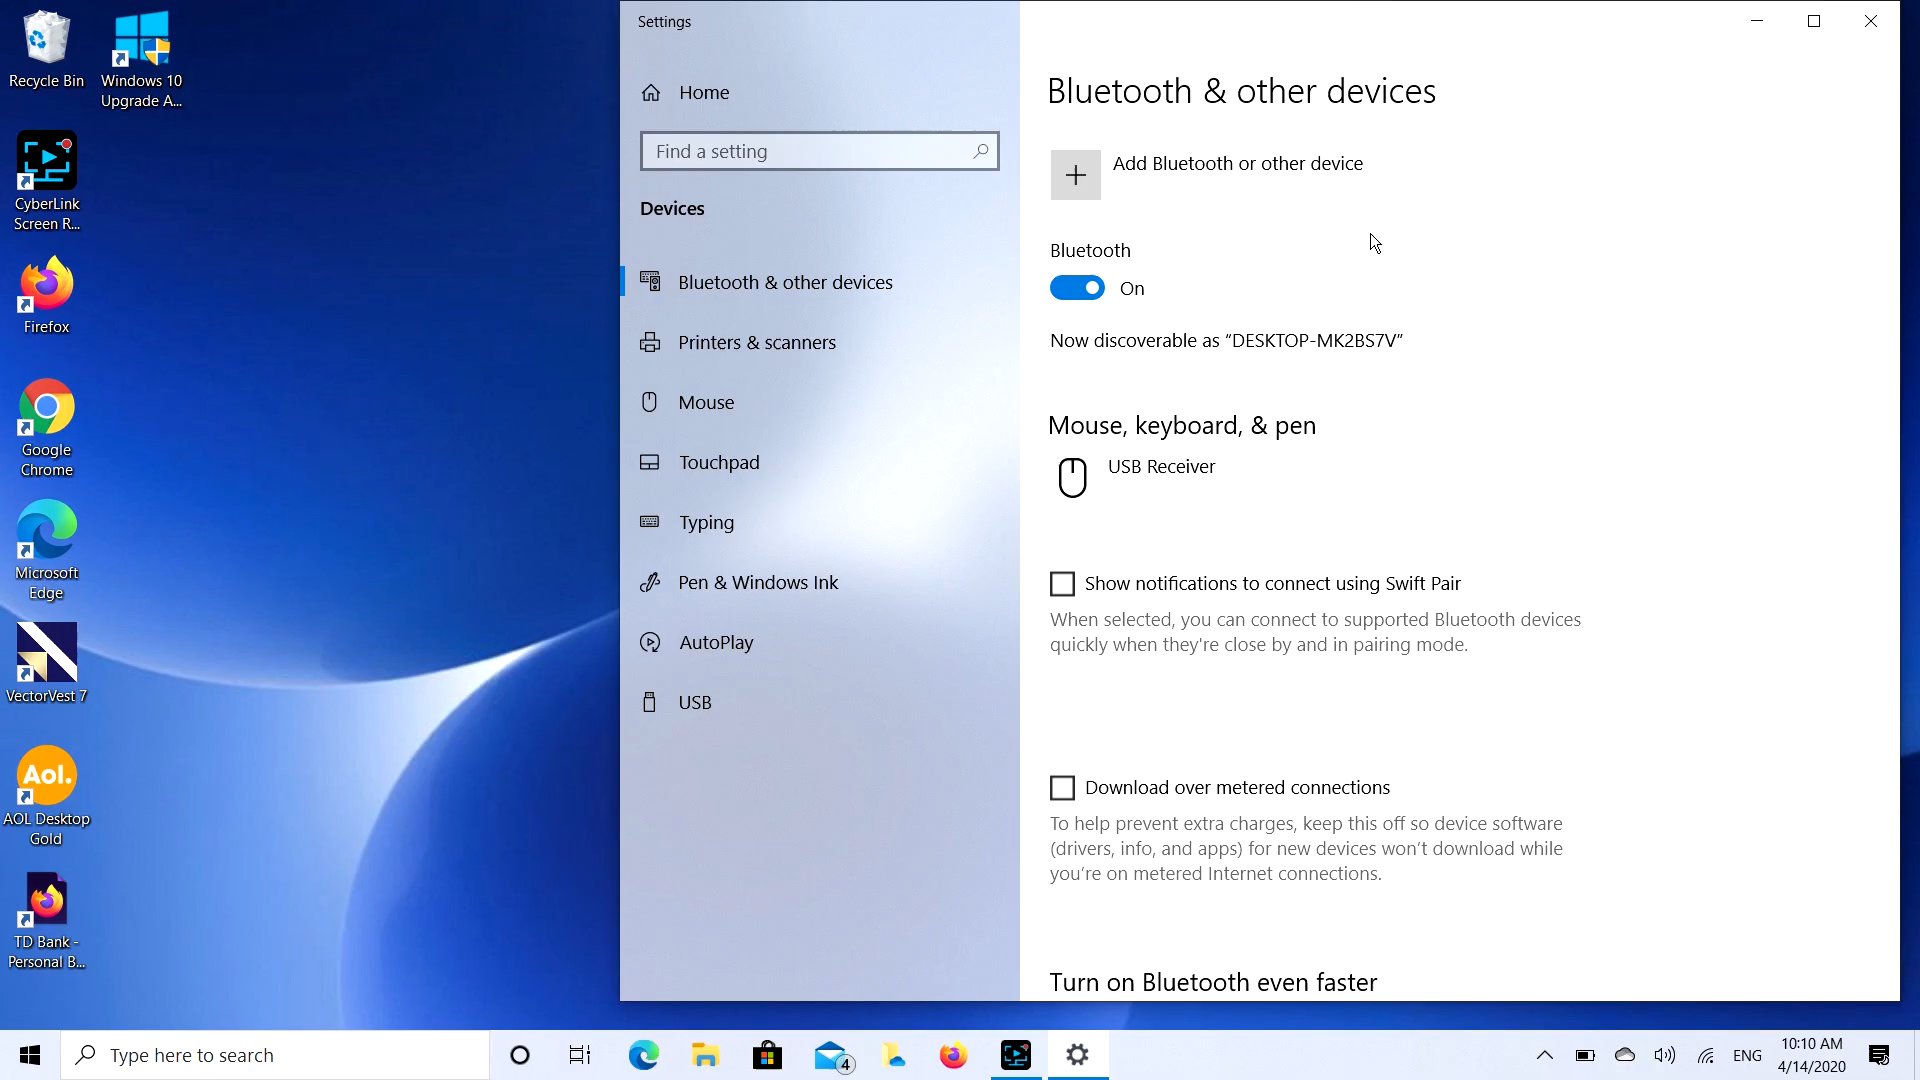 Recycle Bin
Windows 10
Upgrade A...
CyberLink
Screen R...
Firefox
Google
Chrome
Microsoft
Edge
VectorVest 7
Aol.
AOL Desktop
Gold
TD Bank -
Personal B...
Settings
Home
Find a setting
Devices
Bluetooth & other devices
Printers & scanners
Mouse
Touchpad
Typing
Pen & Windows Ink
AutoPlay
USB
Bluetooth & other devices
Add Bluetooth or other device
Bluetooth
On
Now discoverable as “DESKTOP-MK2BS7V”
Mouse, keyboard, & pen
USB Receiver
Show notifications to connect using Swift Pair
When selected, you can connect to supported Bluetooth devices
quickly when they're close by and in pairing mode.
Download over metered connections
To help prevent extra charges, keep this off so device software
(drivers, info, and apps) for new devices won’t download while
you’re on metered Internet connections.
Turn on Bluetooth even faster
Type here to search
4
ENG
10:10 AM
4/14/2020